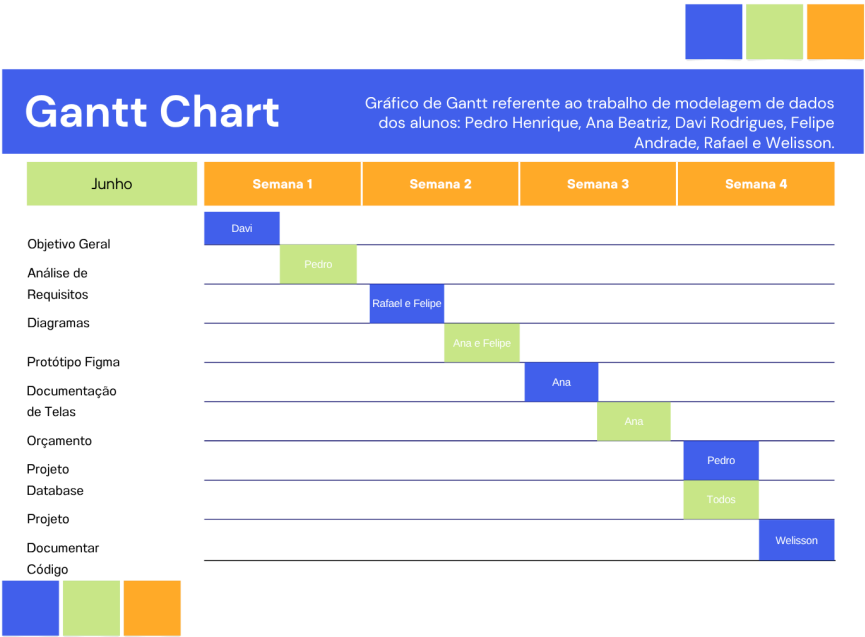 Gantt Chart
Gráfico de Gantt referente ao trabalho de modelagem de dados
dos alunos: Pedro Henrique, Ana Beatriz, Davi Rodrigues, Felipe
Andrade, Rafael e Welisson.
Junho
Semana 1
Semana 2
Semana 3
Semana 4
Davi
Objetivo Geral
Pedro
Análise de
Requisitos
Rafael e Felipe
Diagramas
Ana e Felipe
Protótipo Figma
Ana
Documentação
de Telas
Ana
Orçamento
Pedro
Projeto
Database
Todos
Projeto
Welisson
Documentar
Código